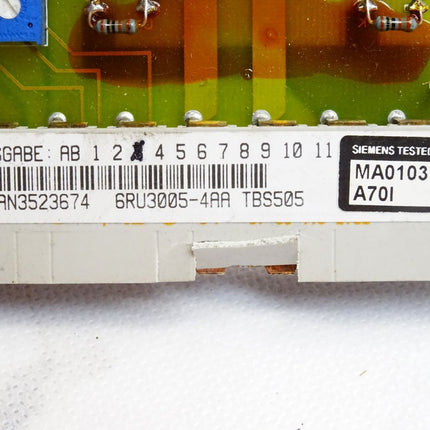 SGABE: AB 1 2 4 5 6 7 8 9 10 11
AN3523674 6RU3005-4AA TBS505
SIEMENS TESTED
MA0103
A70I